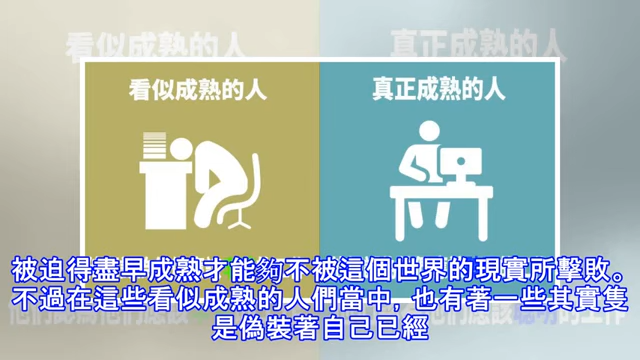 看似成熟的人
真正成熟的人
看似成熟的人
真正成熟的人
被迫得盡早成熟才能夠不被這個世界的現實所擊敗。
不過在這些看似成熟的人們當中, 也有著一些其實隻
是偽裝著自己已經